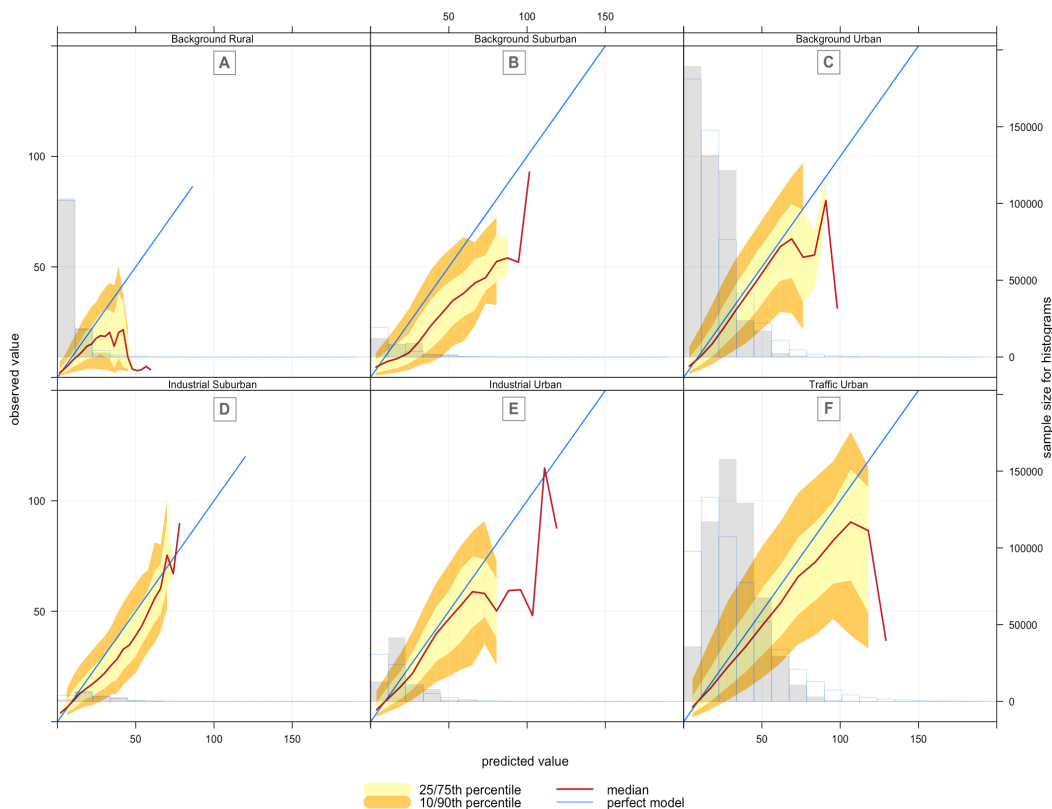 50 150
Background Rural Background Suburban Background Urban
A B C
100
50
150000
100000
50000
0
Industrial Suburban Industrial Urban Traffic Urban
D E F
100
50
150000
100000
50000
0
50 100 150
50 100 150
observed value
sample size for histograms
predicted value
25/75th percentile median
10/90th percentile perfect model